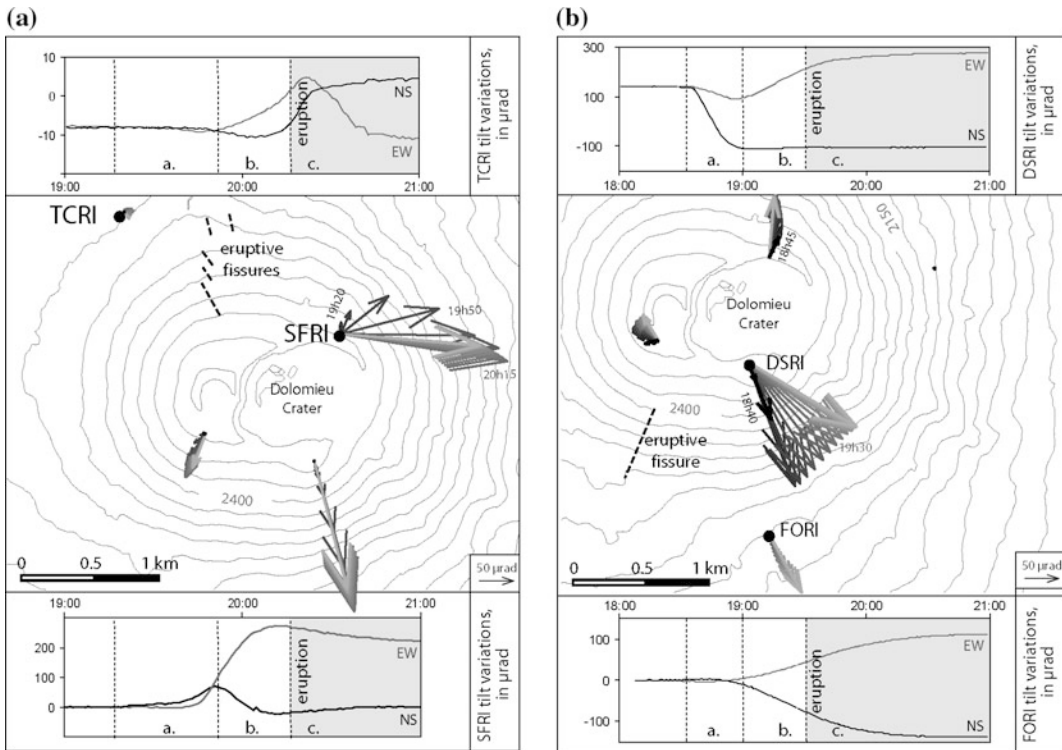 (a)
10
0
-10
NS
EW
eruption
a.
b.
c.
19:00
20:00
21:00
TCRI tilt variations,
in µrad
TCRI
eruptive
fissures
19h20
19h50
SFRI
20h15
Dolomieu
Crater
2400
0
0.5
1 km
50 µrad
19:00
20:00
21:00
200
100
0
EW
NS
eruption
a.
b.
c.
SFRI tilt variations,
in µrad
(b)
300
100
-100
EW
NS
eruption
a.
b.
c.
18:00
19:00
20:00
21:00
DSRI tilt variations,
in µrad
2150
18h45
Dolomieu
Crater
DSRI
18h40
2400
19h30
eruptive
fissure
FORI
0
0.5
1 km
50 µrad
18:00
19:00
20:00
21:00
100
0
-100
EW
NS
eruption
a.
b.
c.
FORI tilt variations,
in µrad